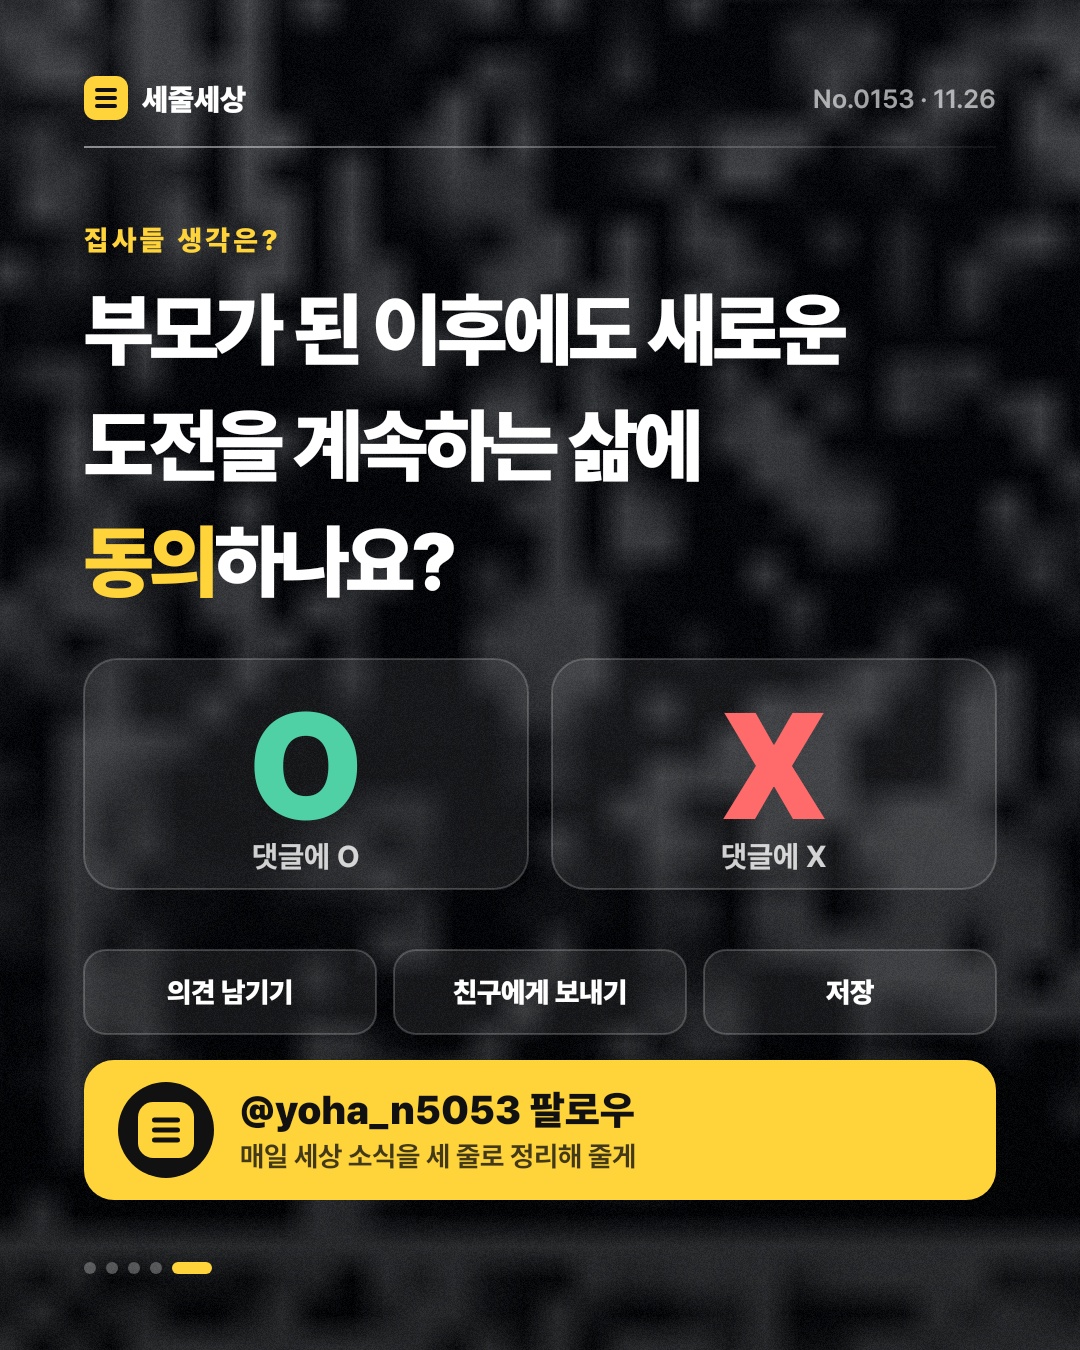 세줄세상
No.0153 · 11.26
집사들 생각은?
부모가 된 이후에도 새로운
도전을 계속하는 삶에
동의하나요?
O
댓글에 O
X
댓글에 X
의견 남기기
친구에게 보내기
저장
@yoha_n5053 팔로우
매일 세상 소식을 세 줄로 정리해 줄게